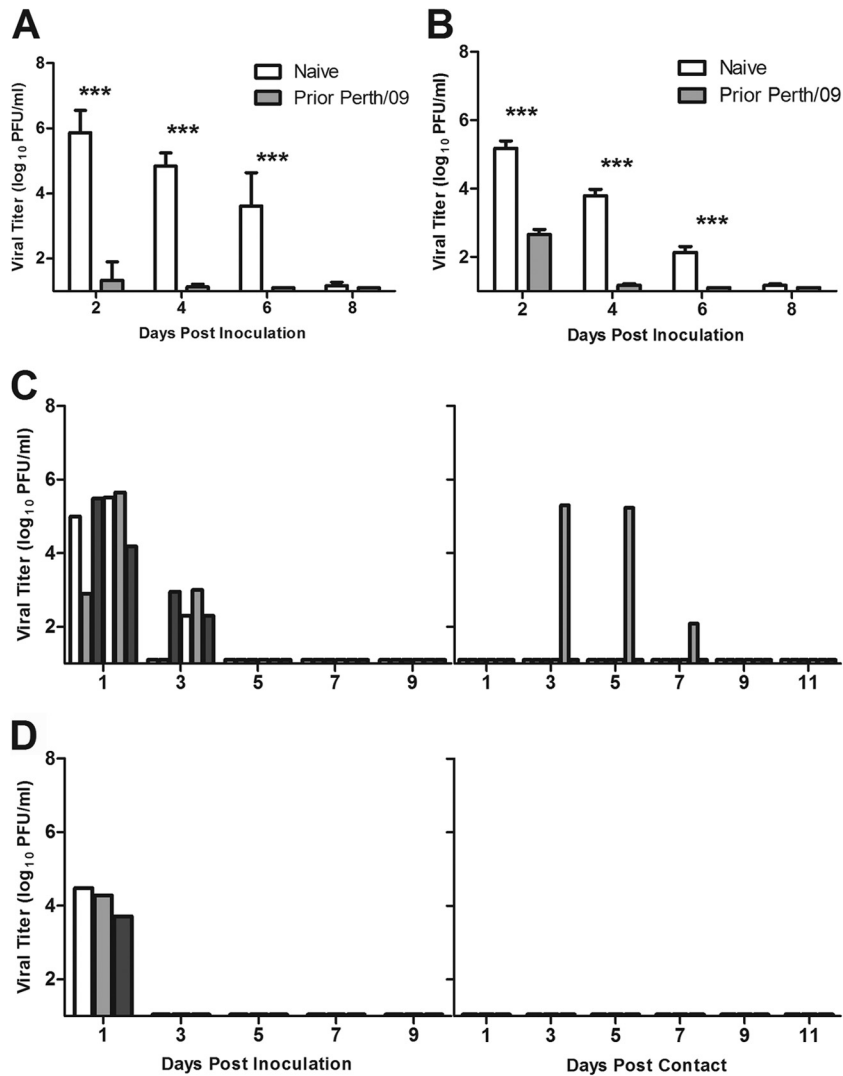 A
Viral Titer (log10 PFU/ml)
8
6
4
2
***
***
***
Naive
Prior Perth/09
2 4 6 8
Days Post Inoculation
B
Viral Titer (log10 PFU/ml)
8
6
4
2
***
***
***
Naive
Prior Perth/09
2 4 6 8
Days Post Inoculation
C
Viral Titer (log10 PFU/ml)
8
6
4
2
1 3 5 7 9
1 3 5 7 9 11
D
Viral Titer (log10 PFU/ml)
8
6
4
2
1 3 5 7 9
Days Post Inoculation
1 3 5 7 9 11
Days Post Contact